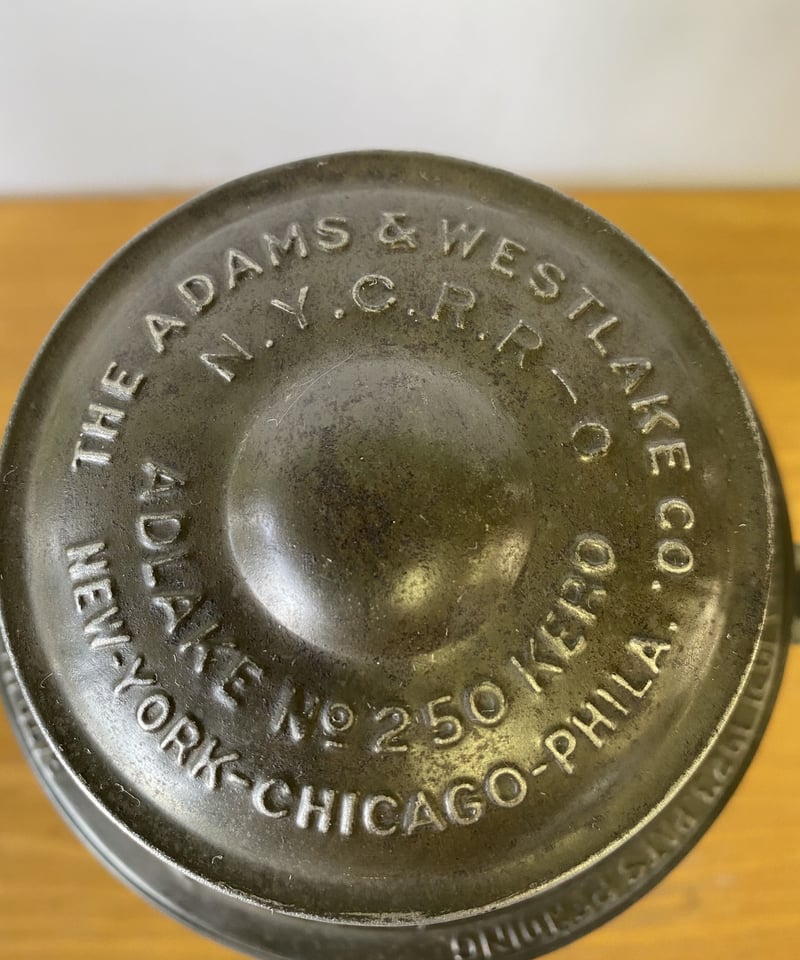 THE ADAMS & WESTLAKE CO.
N.Y.C.R.R-O
ADLAKE Nº 250 KERO
NEW-YORK-CHICAGO-PHILA.